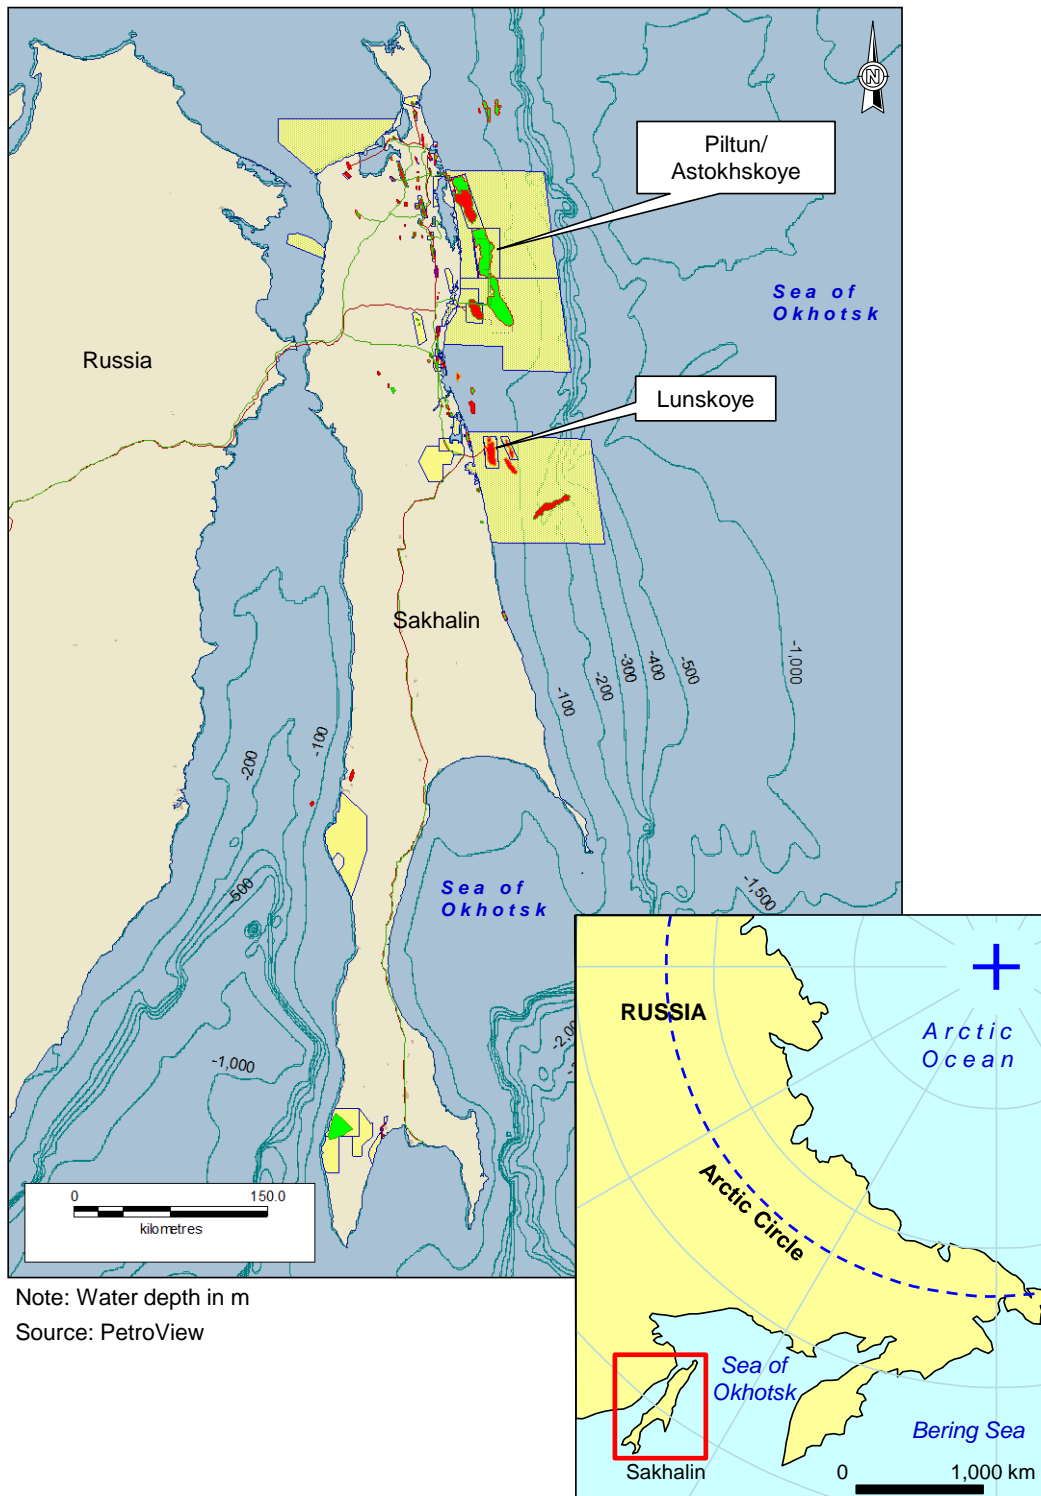 N
Piltun/
Astokhskoye
Sea of
Okhotsk
Russia
Lunskoye
Sakhalin
-1,000
-500
-400
-300
-200
-100
-100
-200
-500
-1,500
Sea of
Okhotsk
-1,000
0 150.0
kilometres
Note: Water depth in m
Source: PetroView
RUSSIA
Arctic
Ocean
Arctic Circle
Sea of
Okhotsk
Bering Sea
Sakhalin
0 1,000 km